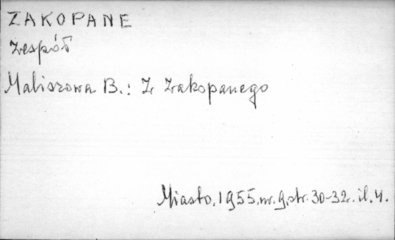 ZAKOPANE
Zespół
Maliszowa B.: Z Zakopanego
Miasto, 1955. nr. 9. str. 30-32. il. 4.